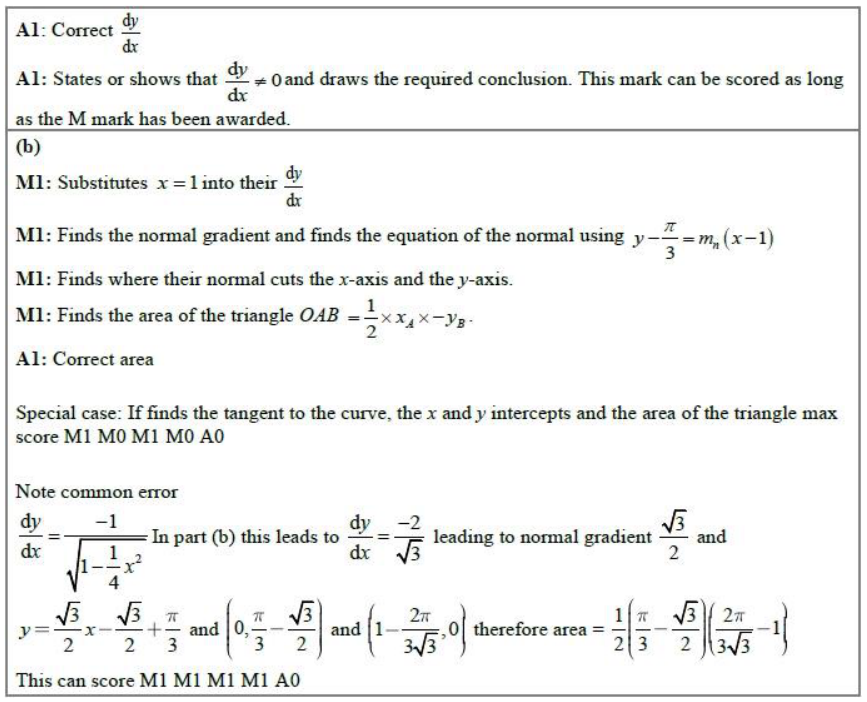 A1: Correct dy/dx
A1: States or shows that dy/dx ≠ 0 and draws the required conclusion. This mark can be scored as long
as the M mark has been awarded.
(b)
M1: Substitutes x = 1 into their dy/dx
M1: Finds the normal gradient and finds the equation of the normal using y − π/3 = mₙ(x−1)
M1: Finds where their normal cuts the x-axis and the y-axis.
M1: Finds the area of the triangle OAB = 1/2 × x_A × −y_B.
A1: Correct area
Special case: If finds the tangent to the curve, the x and y intercepts and the area of the triangle max
score M1 M0 M1 M0 A0
Note common error
dy/dx = −1/√(1 − 1/4 x²) In part (b) this leads to dy/dx = −2/√3 leading to normal gradient √3/2 and
y = √3/2 x − √3/2 + π/3 and (0, π/3 − √3/2) and (1 − 2π/3√3, 0) therefore area = 1/2 (π/3 − √3/2)(2π/3√3 − 1)
This can score M1 M1 M1 M1 A0